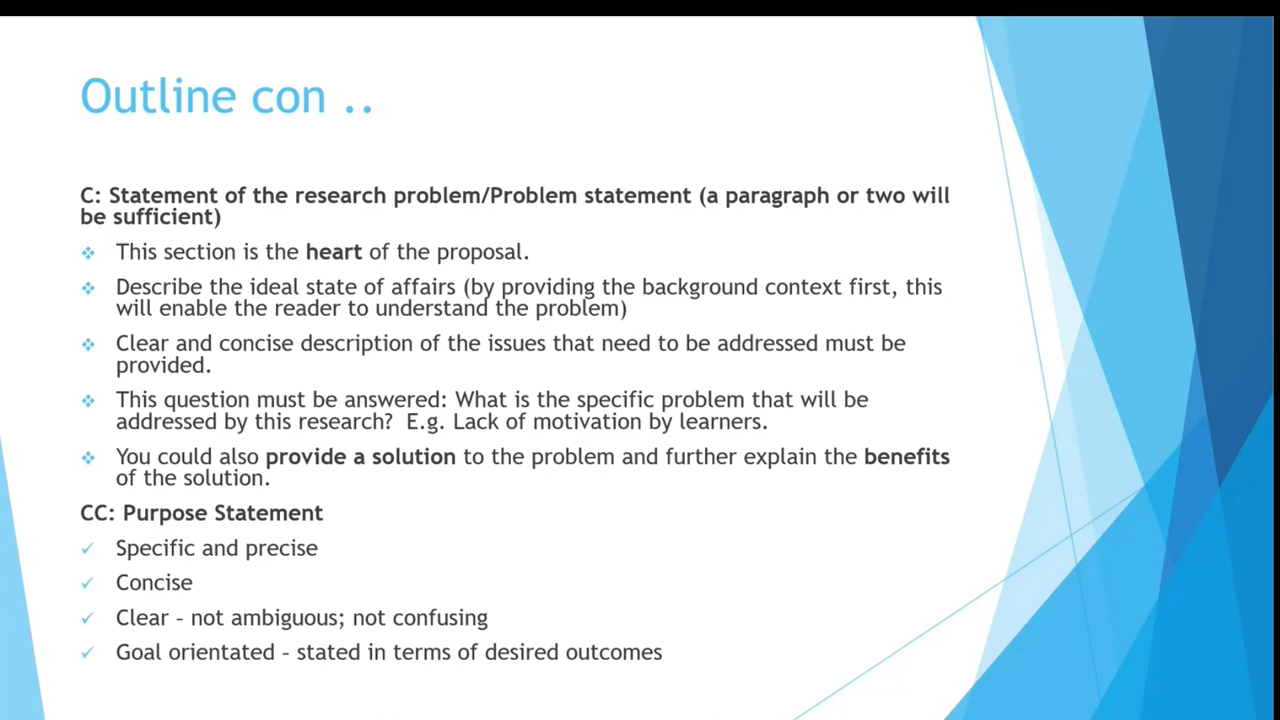 Outline con ..
C: Statement of the research problem/Problem statement (a paragraph or two will
be sufficient)
This section is the heart of the proposal.
Describe the ideal state of affairs (by providing the background context first, this
will enable the reader to understand the problem)
Clear and concise description of the issues that need to be addressed must be
provided.
This question must be answered: What is the specific problem that will be
addressed by this research? E.g. Lack of motivation by learners.
You could also provide a solution to the problem and further explain the benefits
of the solution.
CC: Purpose Statement
Specific and precise
Concise
Clear – not ambiguous; not confusing
Goal orientated – stated in terms of desired outcomes